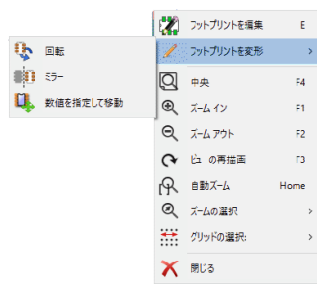 フットプリントを編集 E
フットプリントを変形
回転
ミラー
数値を指定して移動
中央 F4
ズーム イン F1
ズーム アウト F2
ビューの再描画 F3
自動ズーム Home
ズームの選択
グリッドの選択:
閉じる